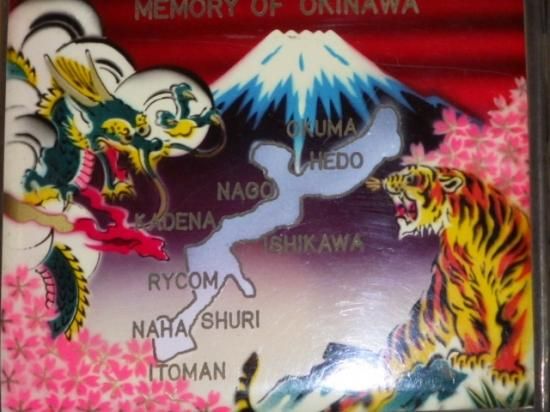 MEMORY OF OKINAWA
OKUMA
HEDO
NAGO
KADENA
ISHIKAWA
RYCOM
NAHA SHURI
ITOMAN